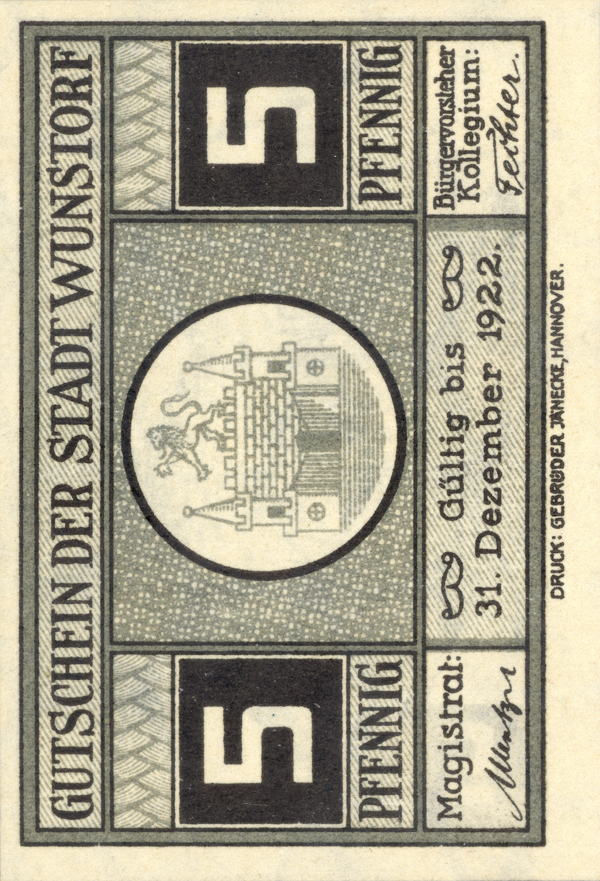 GUTSCHEIN DER STADT WUNSTORF
5
PFENNIG
5
PFENNIG
Magistrat:
Gültig bis
31. Dezember 1922.
Bürgervorsteher
Kollegium:
Fechter.
DRUCK: GEBRÜDER JÄNECKE, HANNOVER.